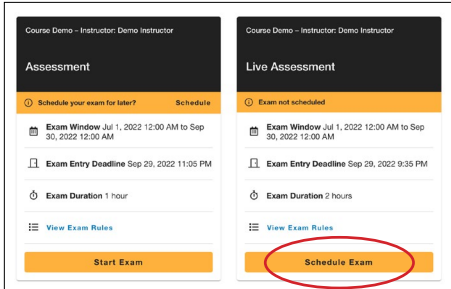 Course Demo – Instructor: Demo Instructor
Assessment
Schedule your exam for later? Schedule
Exam Window Jul 1, 2022 12:00 AM to Sep
30, 2022 12:00 AM
Exam Entry Deadline Sep 29, 2022 11:05 PM
Exam Duration 1 hour
View Exam Rules
Start Exam
Course Demo – Instructor: Demo Instructor
Live Assessment
Exam not scheduled
Exam Window Jul 1, 2022 12:00 AM to Sep
30, 2022 12:00 AM
Exam Entry Deadline Sep 29, 2022 9:35 PM
Exam Duration 2 hours
View Exam Rules
Schedule Exam